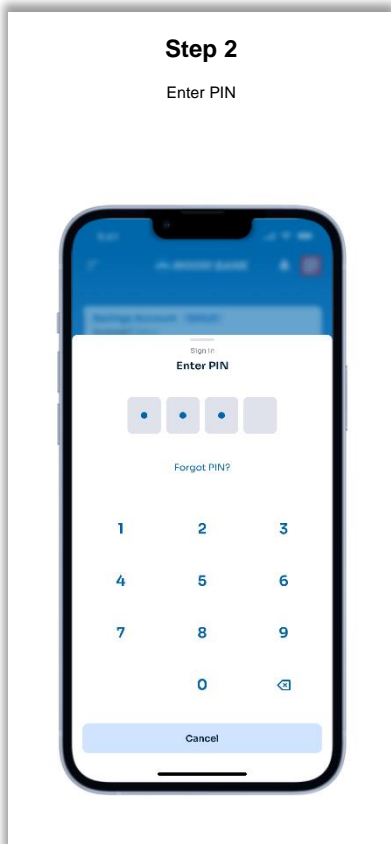 Step 2
Enter PIN
Sign In
Enter PIN
Forgot PIN?
1 2 3
4 5 6
7 8 9
0
Cancel